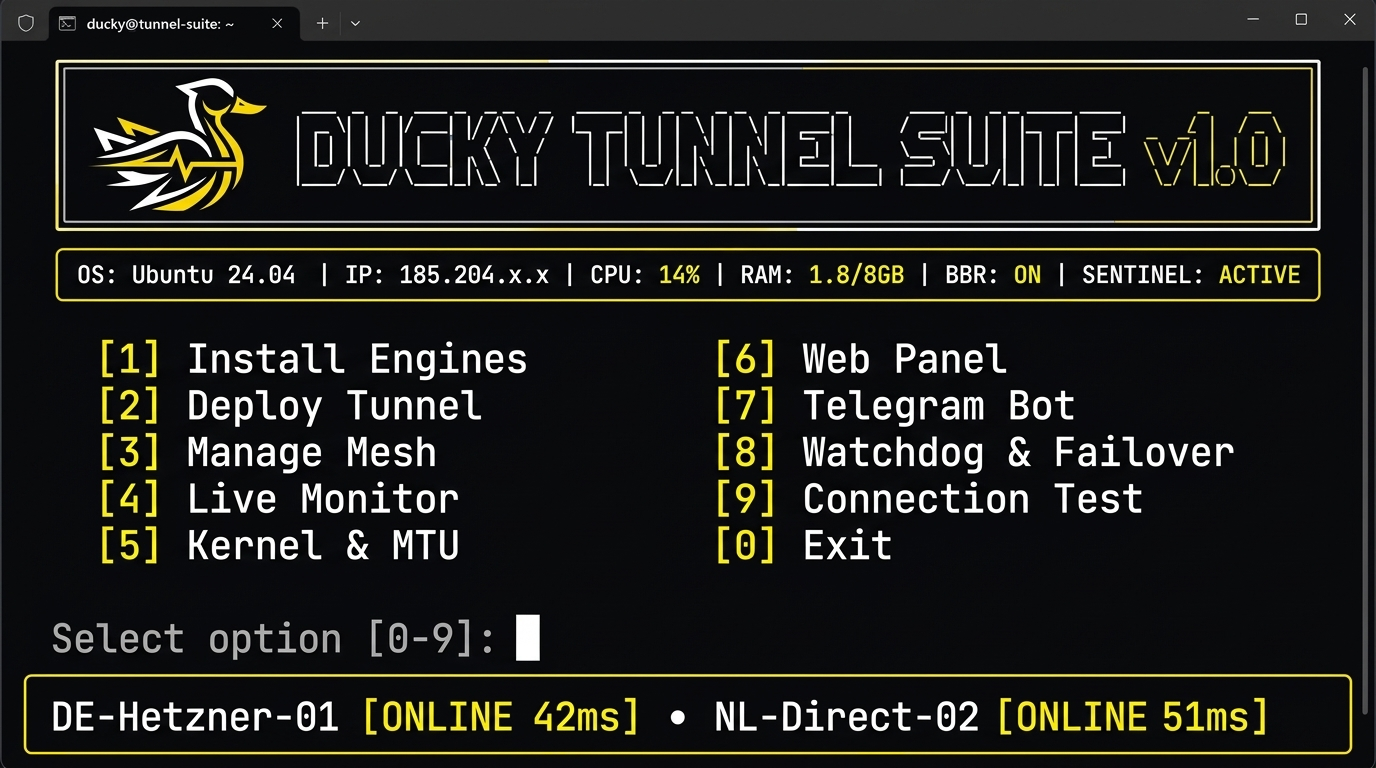 ducky@tunnel-suite: ~
DUCKY TUNNEL SUITE v1.0
OS: Ubuntu 24.04 | IP: 185.204.x.x | CPU: 14% | RAM: 1.8/8GB | BBR: ON | SENTINEL: ACTIVE
[1] Install Engines
[2] Deploy Tunnel
[3] Manage Mesh
[4] Live Monitor
[5] Kernel & MTU
[6] Web Panel
[7] Telegram Bot
[8] Watchdog & Failover
[9] Connection Test
[0] Exit
Select option [0-9]:
DE-Hetzner-01 [ONLINE 42ms] • NL-Direct-02 [ONLINE 51ms]